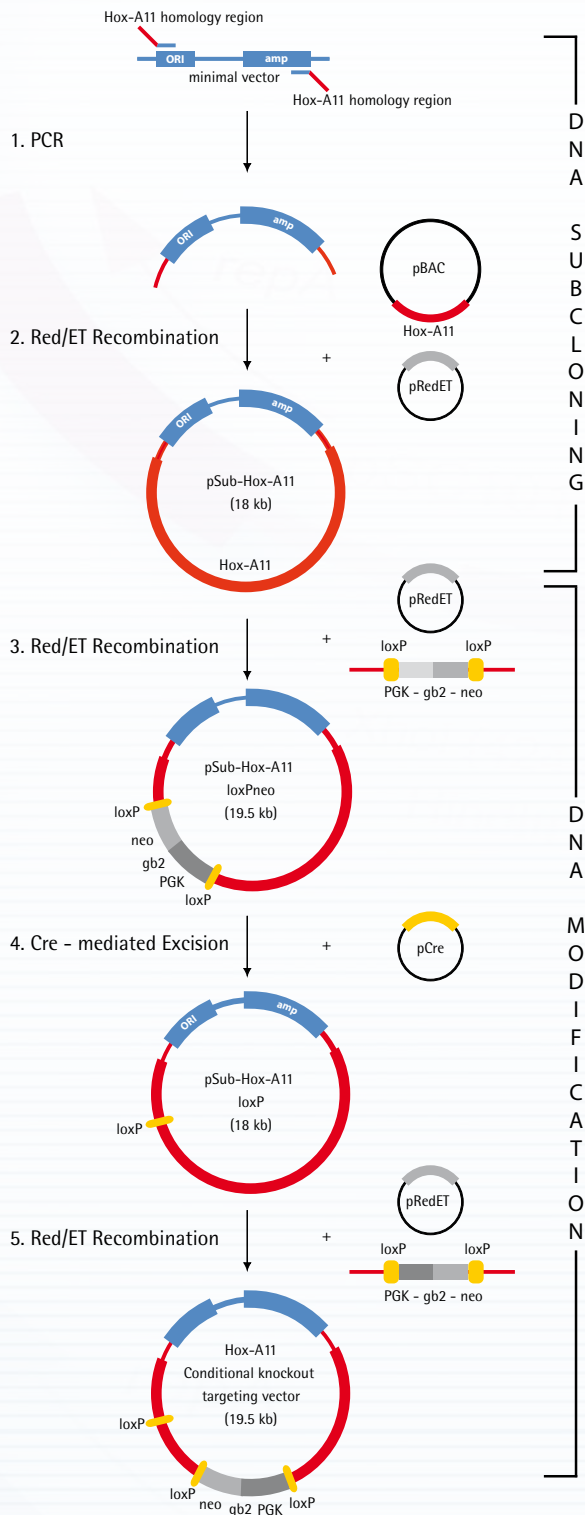 Hox-A11 homology region
ORI
amp
minimal vector
Hox-A11 homology region
1. PCR
ORI
amp
pBAC
Hox-A11
2. Red/ET Recombination
+
pRedET
ORI
amp
pSub-Hox-A11
(18 kb)
Hox-A11
DNA SUBCLONING
pRedET
3. Red/ET Recombination
+
loxP
loxP
PGK - gb2 - neo
pSub-Hox-A11
loxPneo
(19.5 kb)
loxP
neo
gb2
PGK
loxP
4. Cre - mediated Excision
+
pCre
ORI
amp
pSub-Hox-A11
loxP
(18 kb)
loxP
pRedET
5. Red/ET Recombination
+
loxP
loxP
PGK - gb2 - neo
DNA MODIFICATION
Hox-A11
Conditional knockout
targeting vector
(19.5 kb)
loxP
loxP
neo
gb2
PGK
loxP